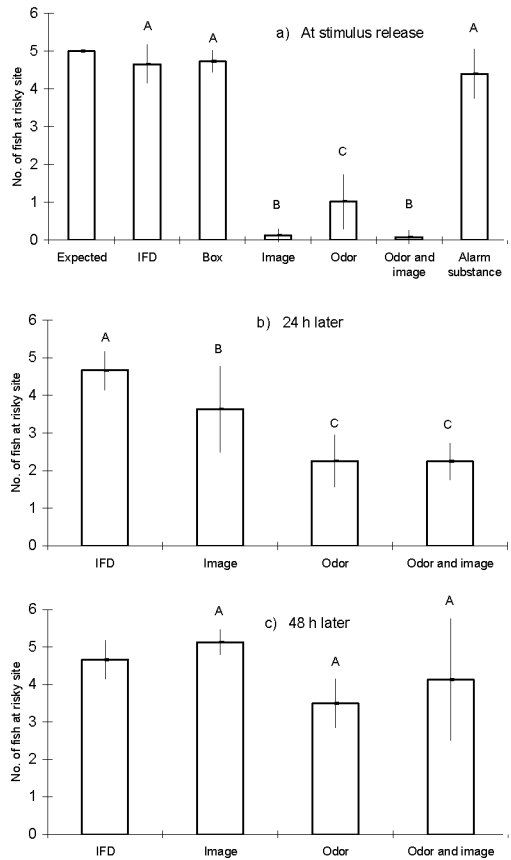 6
5
4
3
2
1
0
No. of fish at risky site
a) At stimulus release
A
A
B
C
B
A
Expected IFD Box Image Odor Odor and image Alarm substance
6
5
4
3
2
1
0
No. of fish at risky site
b) 24 h later
A
B
C
C
IFD Image Odor Odor and image
6
5
4
3
2
1
0
No. of fish at risky site
c) 48 h later
A
A
A
IFD Image Odor Odor and image